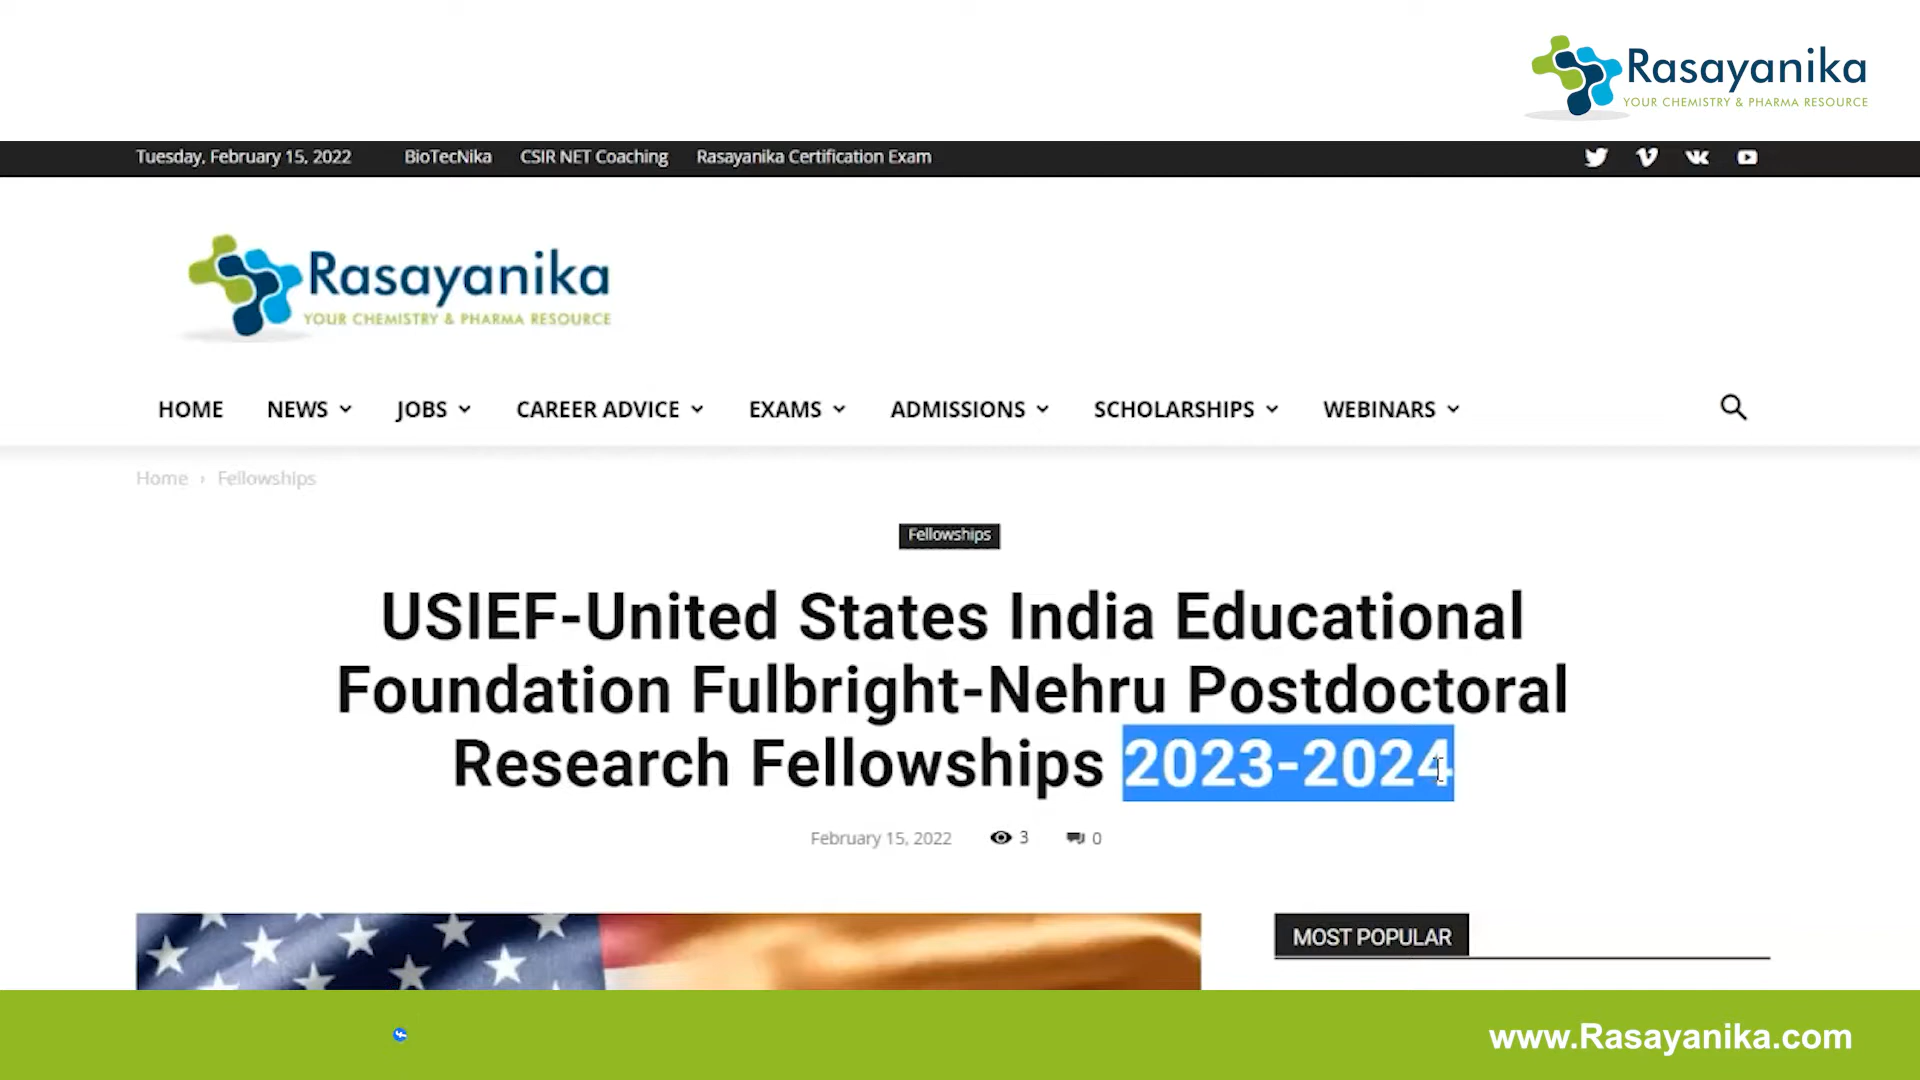 Rasayanika
YOUR CHEMISTRY & PHARMA RESOURCE
Tuesday, February 15, 2022 BioTecNika CSIR NET Coaching Rasayanika Certification Exam
Rasayanika
YOUR CHEMISTRY & PHARMA RESOURCE
HOME NEWS JOBS CAREER ADVICE EXAMS ADMISSIONS SCHOLARSHIPS WEBINARS
Home › Fellowships
Fellowships
USIEF-United States India Educational
Foundation Fulbright-Nehru Postdoctoral
Research Fellowships 2023-2024
February 15, 2022 3 0
MOST POPULAR
www.Rasayanika.com